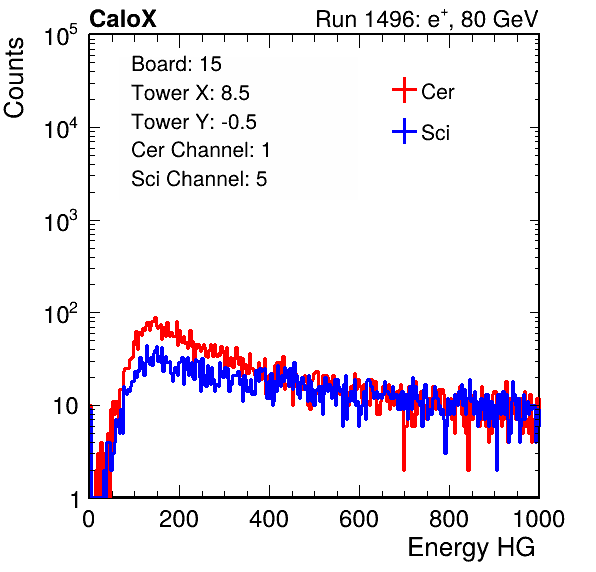 CaloX Run 1496: e+, 80 GeV
Counts
Board: 15
Tower X: 8.5
Tower Y: -0.5
Cer Channel: 1
Sci Channel: 5
Cer
Sci
10^5
10^4
10^3
10^2
10
1
0 200 400 600 800 1000
Energy HG